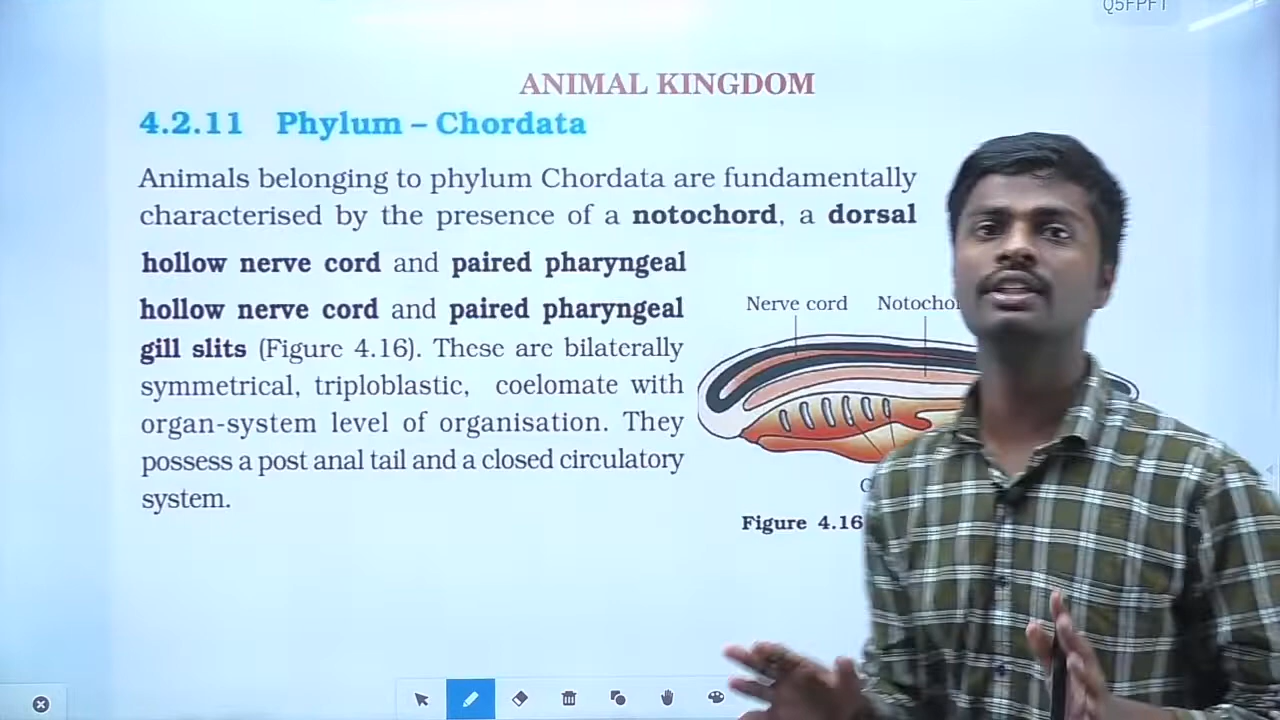 Q5FPFT
ANIMAL KINGDOM
4.2.11 Phylum – Chordata
Animals belonging to phylum Chordata are fundamentally
characterised by the presence of a notochord, a dorsal
hollow nerve cord and paired pharyngeal
hollow nerve cord and paired pharyngeal
gill slits (Figure 4.16). These are bilaterally
symmetrical, triploblastic, coelomate with
organ-system level of organisation. They
possess a post anal tail and a closed circulatory
system.
Nerve cord
Figure 4.16